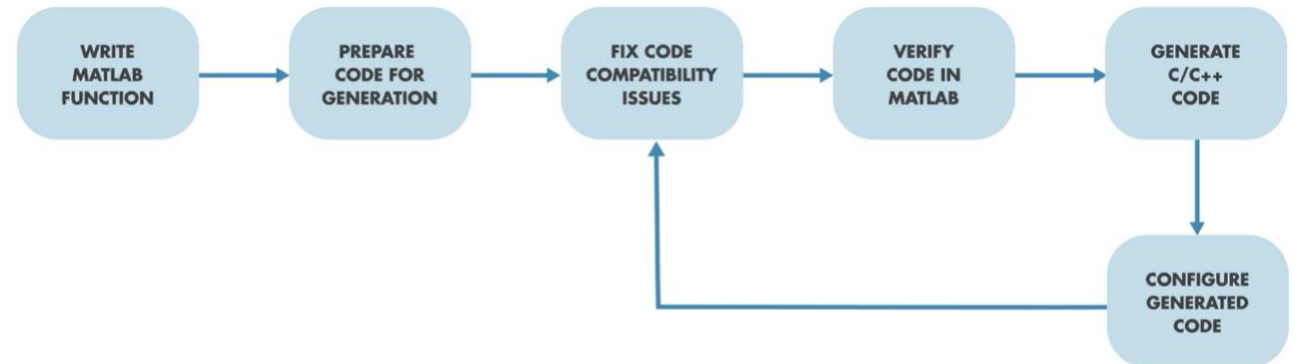 WRITE
MATLAB
FUNCTION
PREPARE
CODE FOR
GENERATION
FIX CODE
COMPATIBILITY
ISSUES
VERIFY
CODE IN
MATLAB
GENERATE
C/C++
CODE
CONFIGURE
GENERATED
CODE